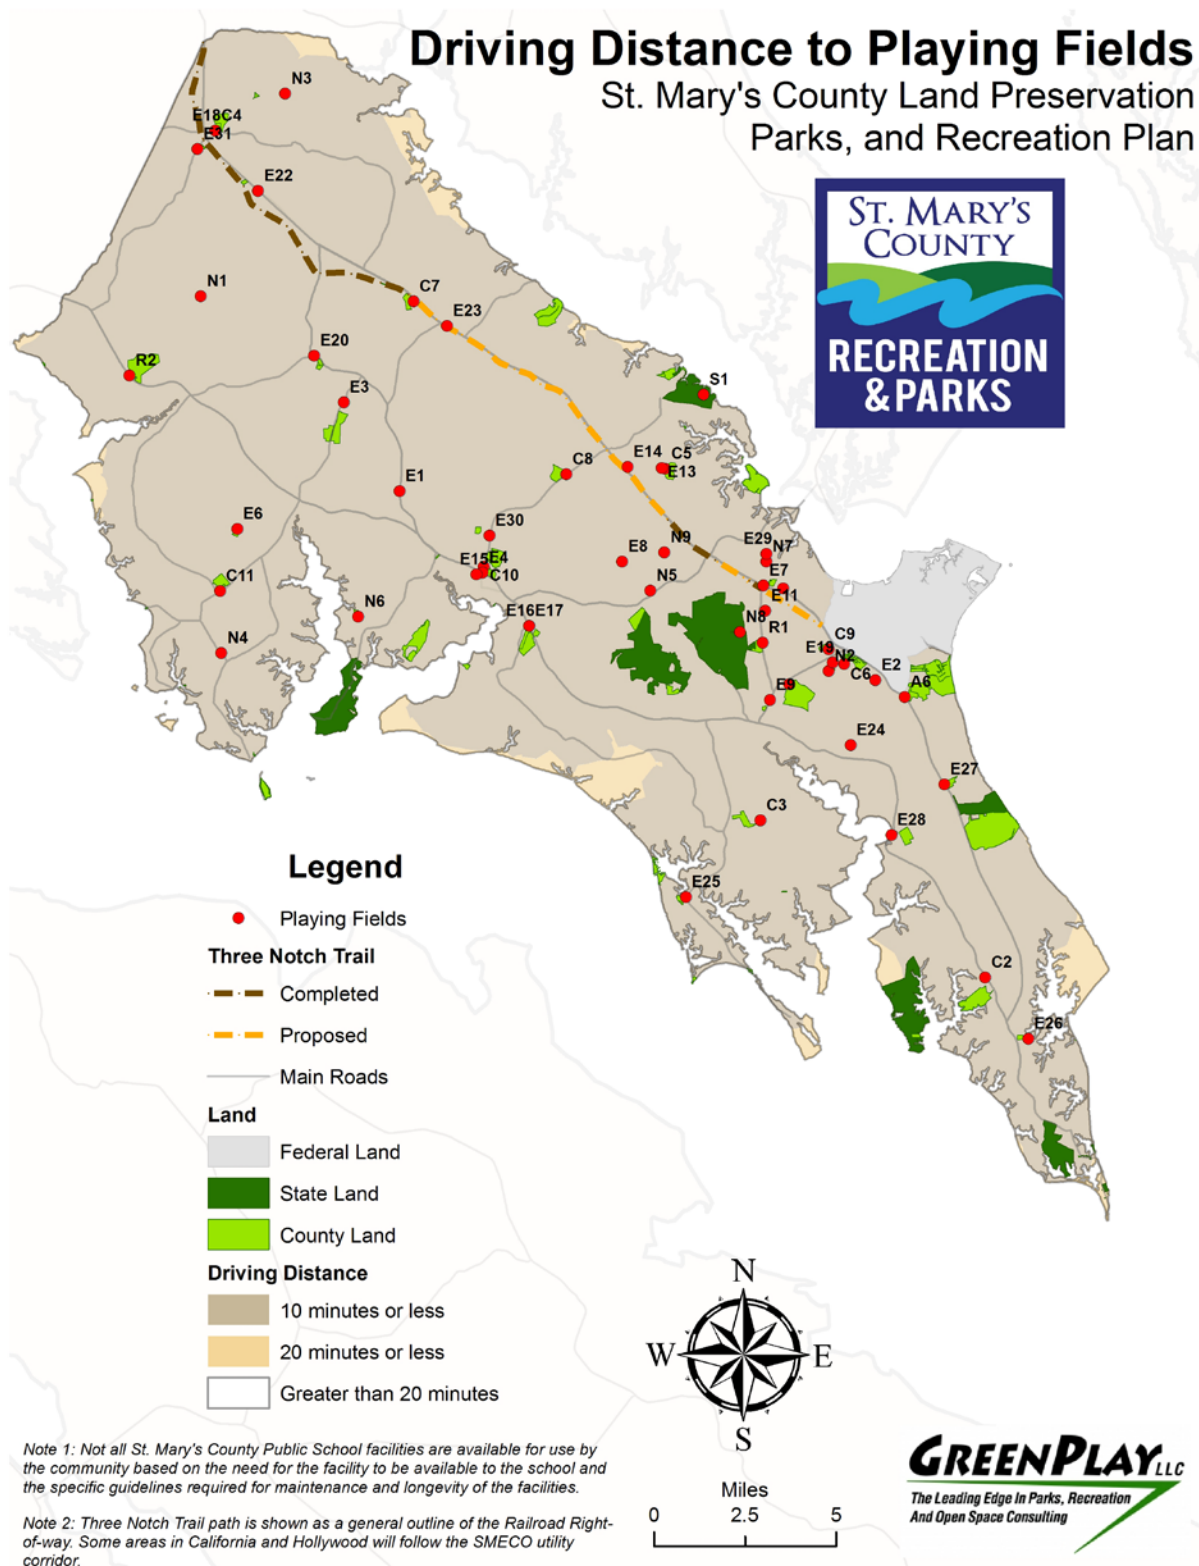 Driving Distance to Playing Fields
St. Mary's County Land Preservation
Parks, and Recreation Plan
ST. MARY'S
COUNTY
RECREATION
& PARKS
N3
E18C4
E31
E22
N1
C7
E23
E20
R2
E3
S1
E14
C5
E13
C8
E1
E6
E30
N9
E29
N7
E15
E4
C10
E8
E7
C11
N5
E11
N6
E16E17
N8
R1
N4
C9
E19
N2
C6
E2
E9
A6
E24
E27
C3
E28
E25
C2
E26
Legend
Playing Fields
Three Notch Trail
Completed
Proposed
Main Roads
Land
Federal Land
State Land
County Land
Driving Distance
10 minutes or less
20 minutes or less
Greater than 20 minutes
N
W
E
S
Miles
0 2.5 5
Note 1: Not all St. Mary's County Public School facilities are available for use by
the community based on the need for the facility to be available to the school and
the specific guidelines required for maintenance and longevity of the facilities.
Note 2: Three Notch Trail path is shown as a general outline of the Railroad Right-
of-way. Some areas in California and Hollywood will follow the SMECO utility
corridor.
GREENPLAY LLC
The Leading Edge In Parks, Recreation
And Open Space Consulting